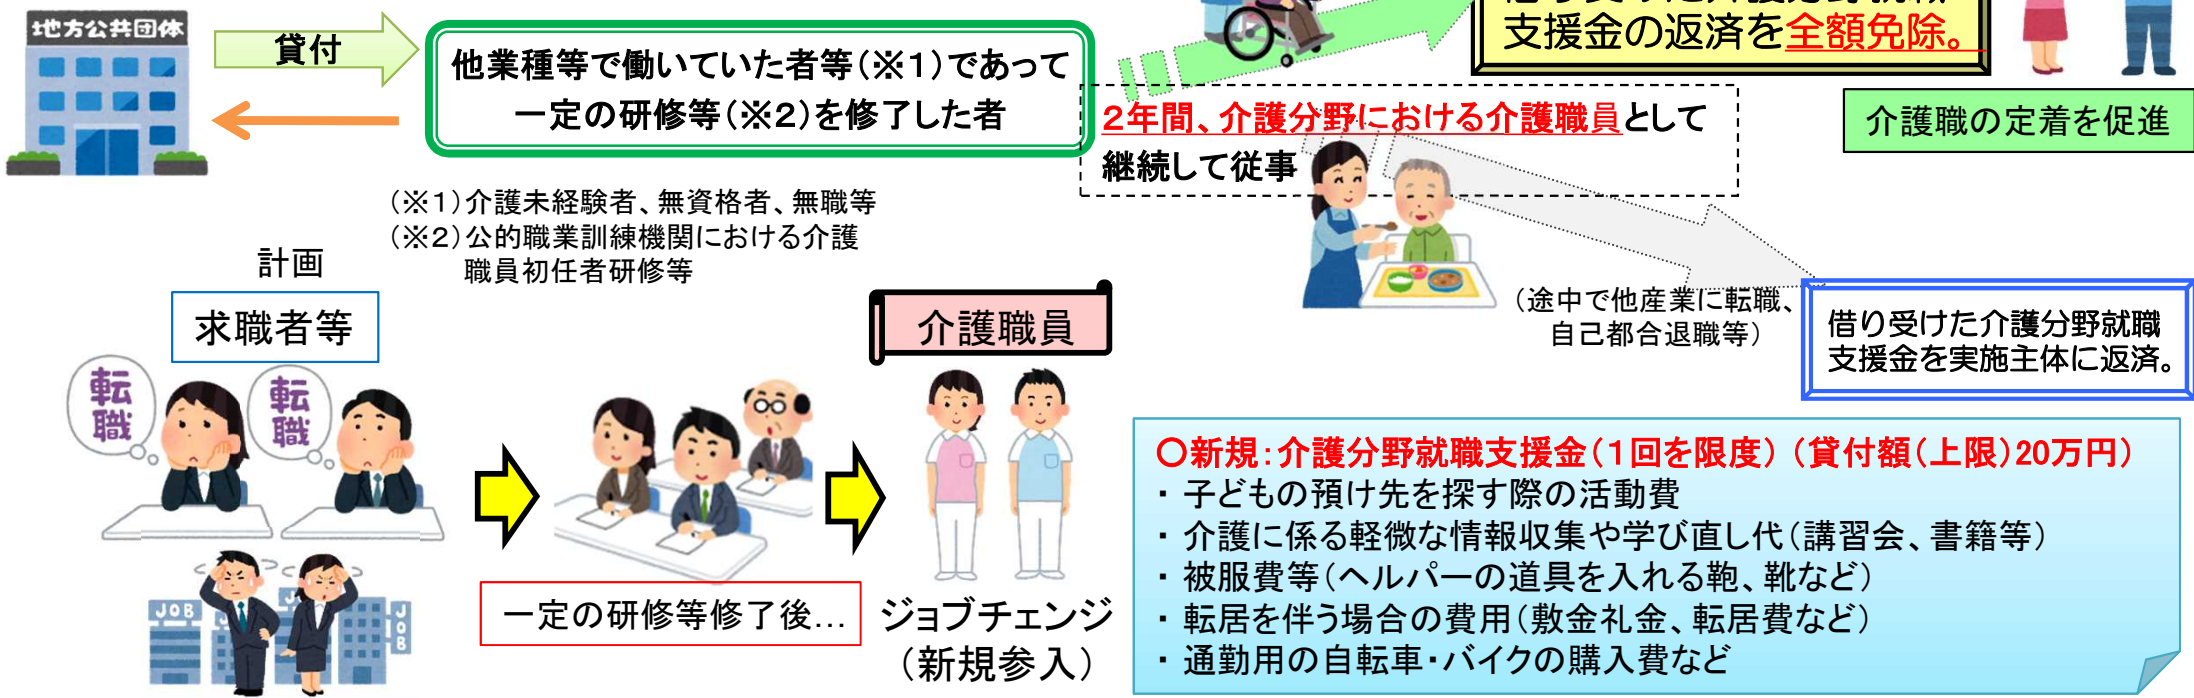 地方公共団体
貸付
他業種等で働いていた者等(※1)であって
一定の研修等(※2)を修了した者
(※1)介護未経験者、無資格者、無職等
(※2)公的職業訓練機関における介護
職員初任者研修等
支援金の返済を全額免除。
介護職の定着を促進
2年間、介護分野における介護職員として
継続して従事
(途中で他産業に転職、
自己都合退職等)
借り受けた介護分野就職
支援金を実施主体に返済。
計画
求職者等
転職
転職
JOB
JOB
一定の研修等修了後…
介護職員
ジョブチェンジ
(新規参入)
〇新規:介護分野就職支援金(1回を限度) (貸付額(上限)20万円)
・ 子どもの預け先を探す際の活動費
・ 介護に係る軽微な情報収集や学び直し代(講習会、書籍等)
・ 被服費等(ヘルパーの道具を入れる鞄、靴など)
・ 転居を伴う場合の費用(敷金礼金、転居費など)
・ 通勤用の自転車・バイクの購入費など